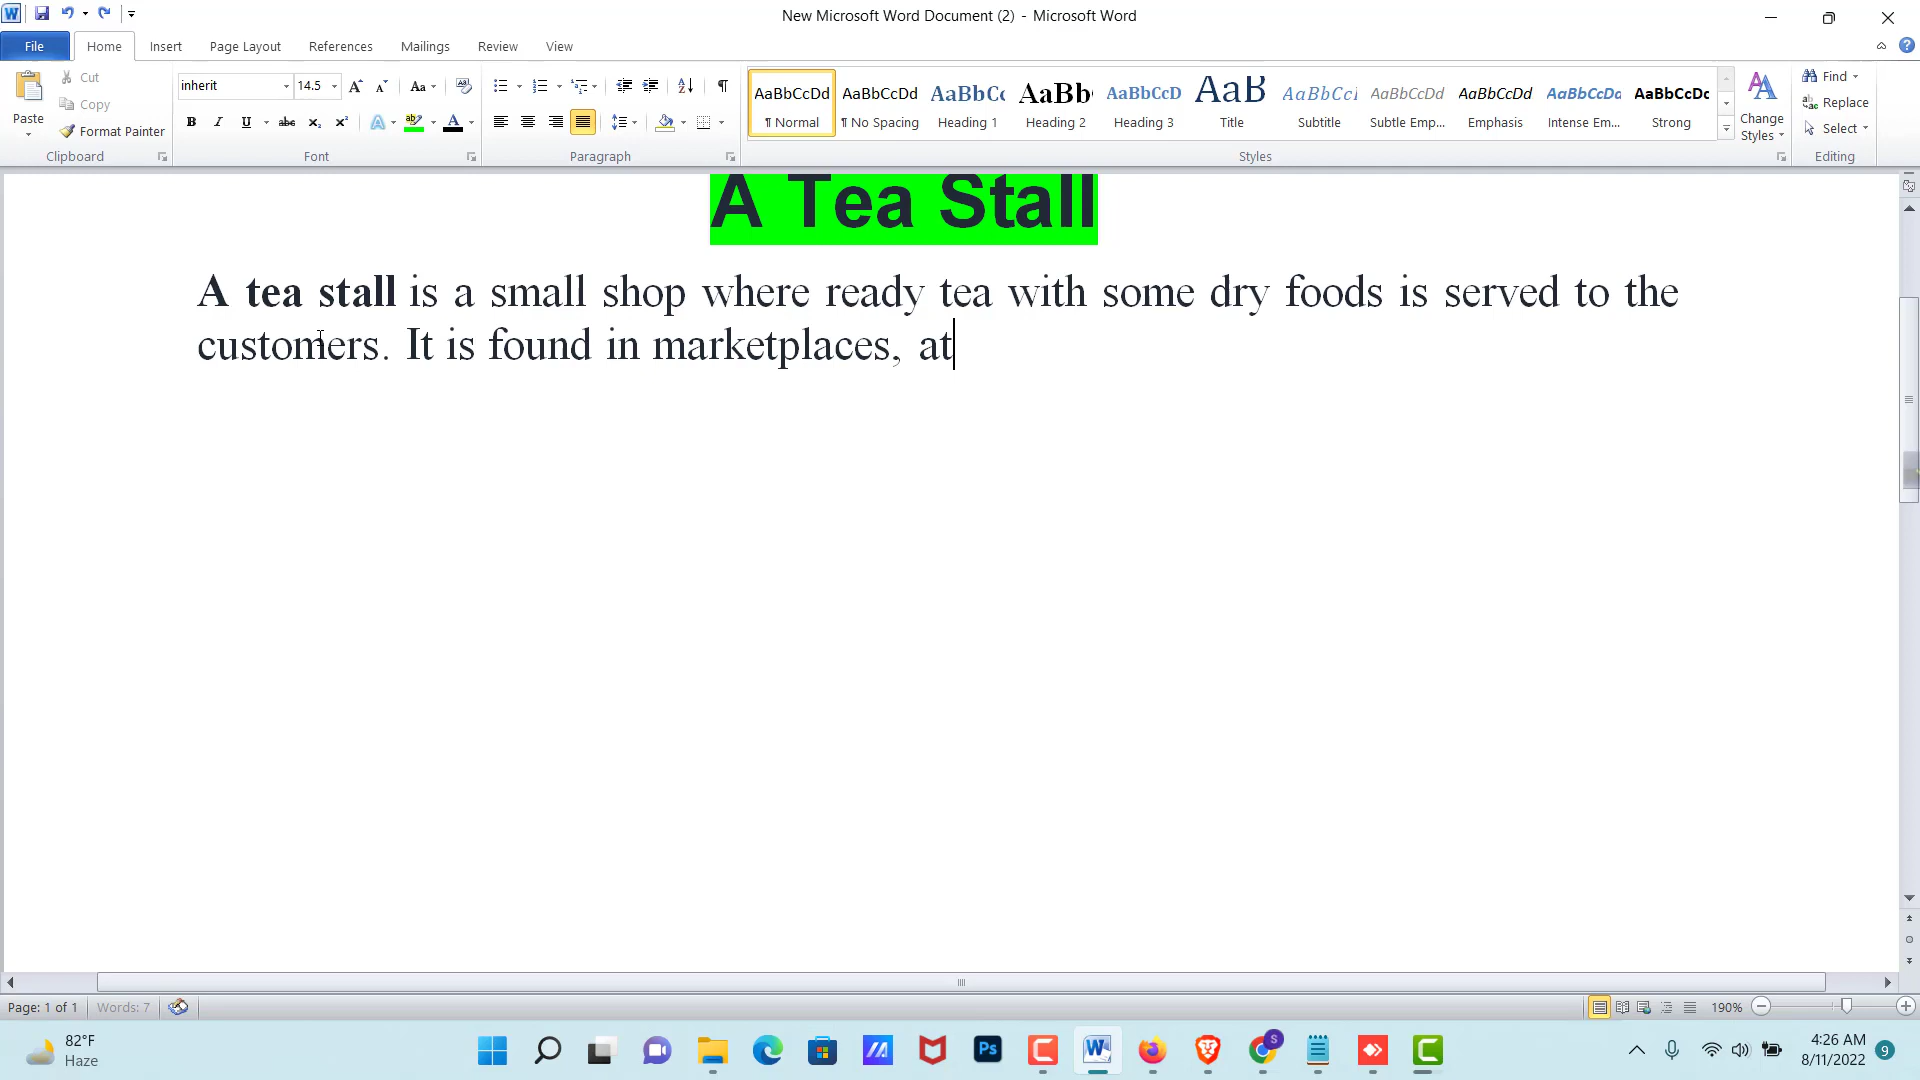 New Microsoft Word Document (2) - Microsoft Word
File Home Insert Page Layout References Mailings Review View
Paste
Cut
Copy
Format Painter
Clipboard
inherit 14.5
Font
Paragraph
AaBbCcDd ¶ Normal
AaBbCcDd ¶ No Spacing
AaBbCc Heading 1
AaBb Heading 2
AaBbCcD Heading 3
AaB Title
AaBbCcl Subtitle
AaBbCcDd Subtle Emp...
AaBbCcDd Emphasis
AaBbCcDd Intense Em...
AaBbCcDc Strong
Change Styles
Styles
Find
Replace
Select
Editing
A Tea Stall
A tea stall is a small shop where ready tea with some dry foods is served to the
customers. It is found in marketplaces, at
Page: 1 of 1 Words: 7 190%
82°F
Haze
4:26 AM
8/11/2022
9